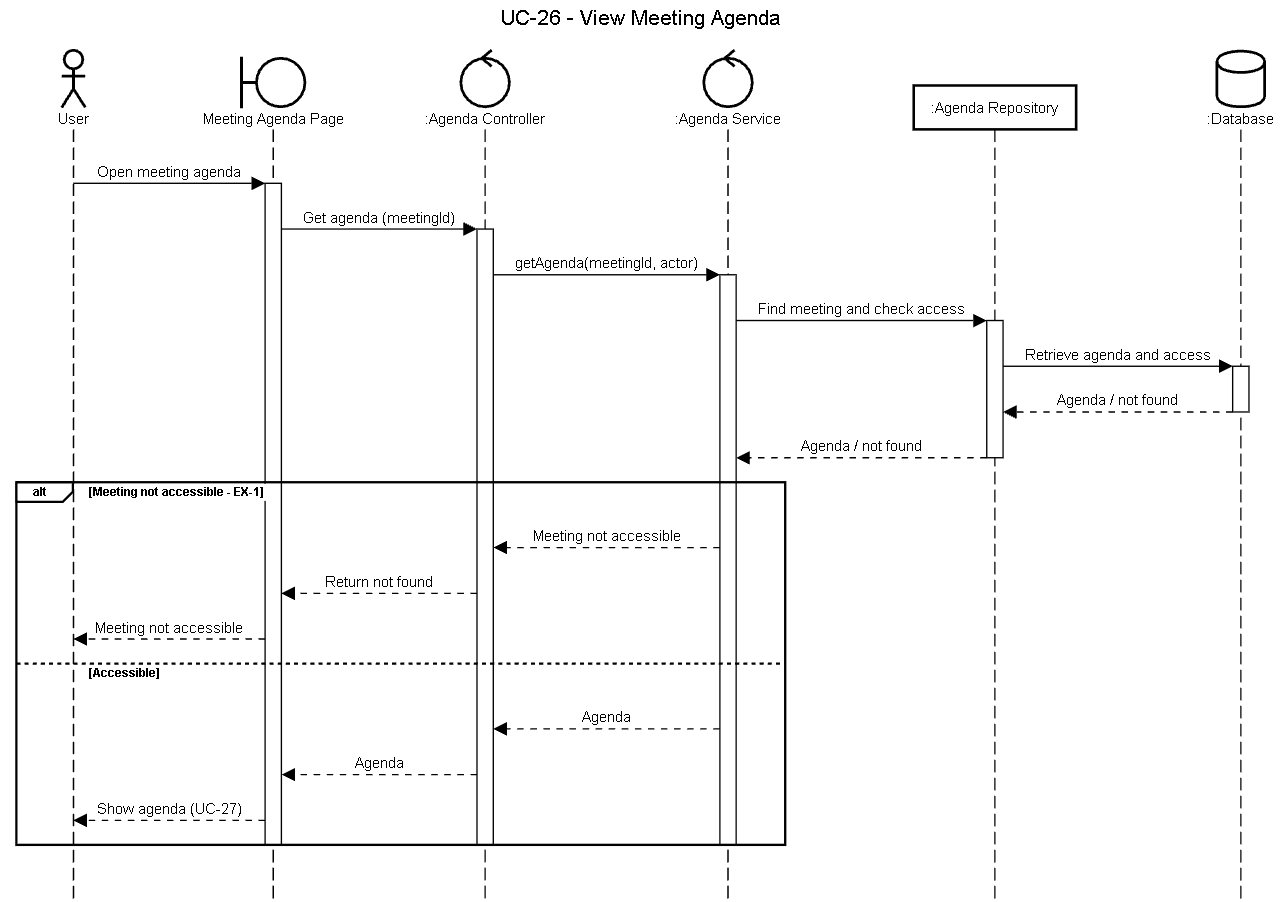 UC-26 - View Meeting Agenda
User
Meeting Agenda Page
:Agenda Controller
:Agenda Service
:Agenda Repository
:Database
Open meeting agenda
Get agenda (meetingId)
getAgenda(meetingId, actor)
Find meeting and check access
Retrieve agenda and access
Agenda / not found
Agenda / not found
alt
[Meeting not accessible - EX-1]
Meeting not accessible
Return not found
Meeting not accessible
[Accessible]
Agenda
Agenda
Show agenda (UC-27)